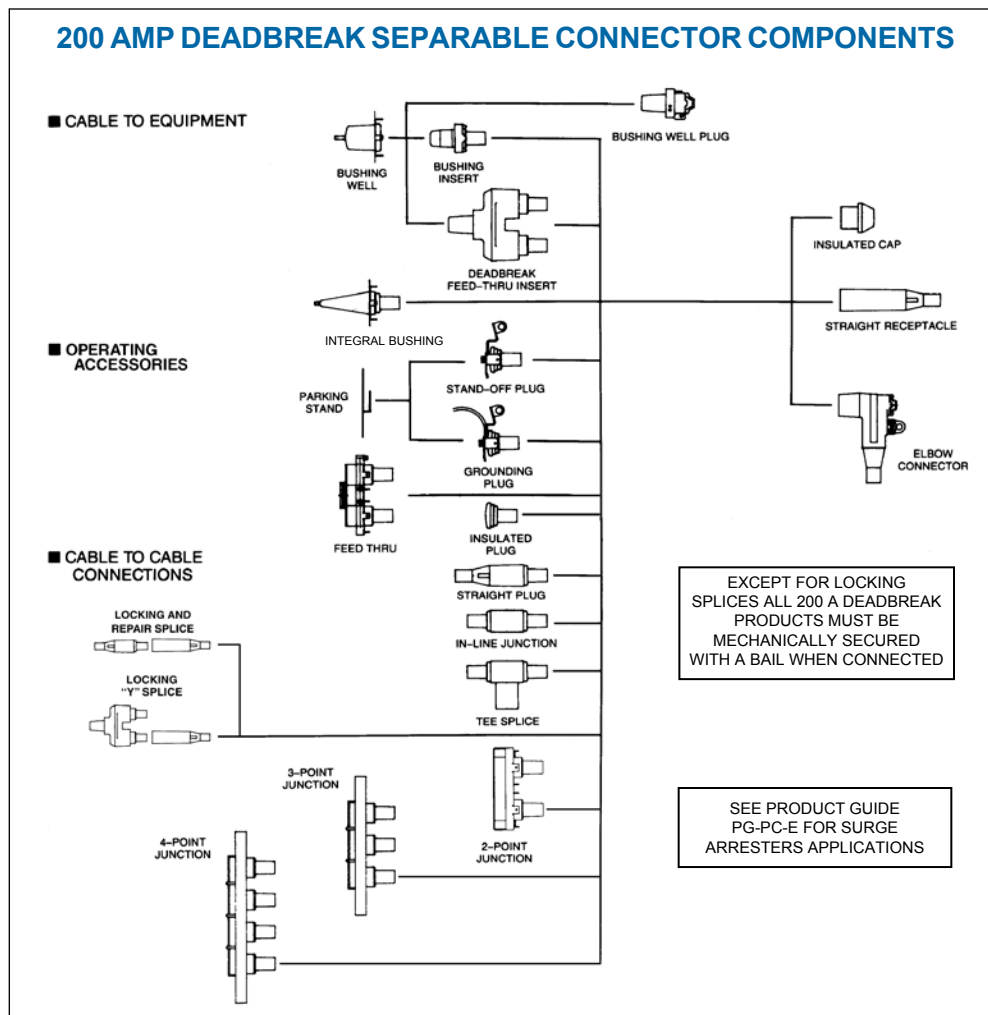 200 AMP DEADBREAK SEPARABLE CONNECTOR COMPONENTS
■ CABLE TO EQUIPMENT
BUSHING WELL PLUG
BUSHING
WELL
BUSHING
INSERT
INSULATED CAP
DEADBREAK
FEED-THRU INSERT
STRAIGHT RECEPTACLE
INTEGRAL BUSHING
■ OPERATING
ACCESSORIES
STAND-OFF PLUG
PARKING
STAND
ELBOW
CONNECTOR
GROUNDING
PLUG
FEED THRU
INSULATED
PLUG
■ CABLE TO CABLE
CONNECTIONS
STRAIGHT PLUG
LOCKING AND
REPAIR SPLICE
IN-LINE JUNCTION
EXCEPT FOR LOCKING
SPLICES ALL 200 A DEADBREAK
PRODUCTS MUST BE
MECHANICALLY SECURED
WITH A BAIL WHEN CONNECTED
LOCKING
"Y" SPLICE
TEE SPLICE
3-POINT
JUNCTION
2-POINT
JUNCTION
4-POINT
JUNCTION
SEE PRODUCT GUIDE
PG-PC-E FOR SURGE
ARRESTERS APPLICATIONS